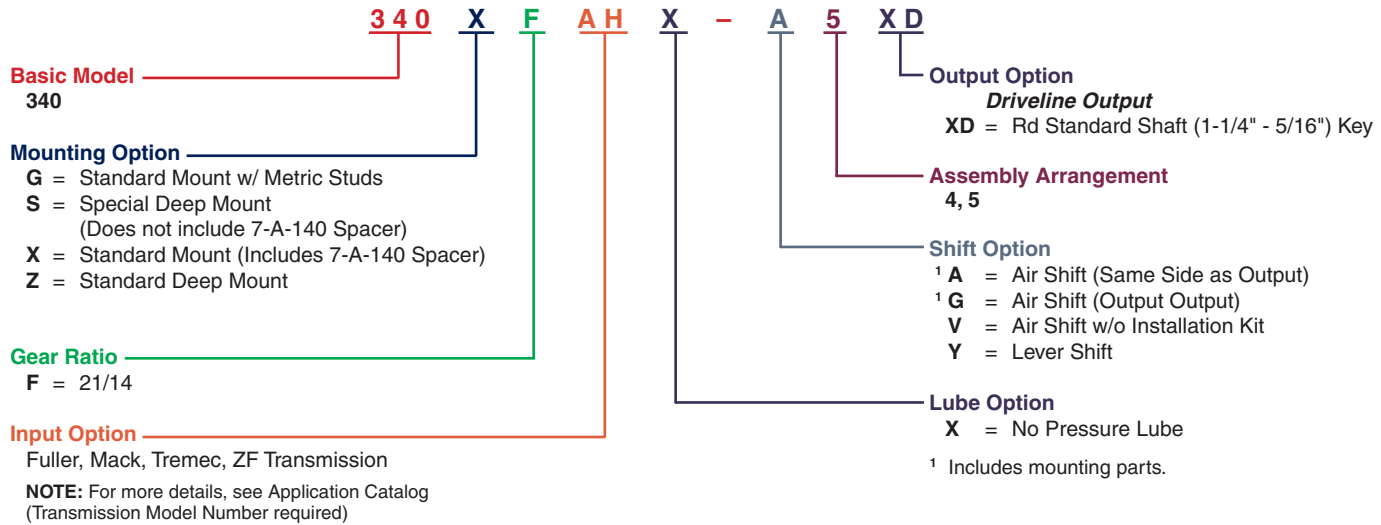 340 X F AH X – A 5 XD
Basic Model
340
Mounting Option
G = Standard Mount w/ Metric Studs
S = Special Deep Mount
(Does not include 7-A-140 Spacer)
X = Standard Mount (Includes 7-A-140 Spacer)
Z = Standard Deep Mount
Gear Ratio
F = 21/14
Input Option
Fuller, Mack, Tremec, ZF Transmission
NOTE: For more details, see Application Catalog
(Transmission Model Number required)
Output Option
Driveline Output
XD = Rd Standard Shaft (1-1/4" - 5/16") Key
Assembly Arrangement
4, 5
Shift Option
¹ A = Air Shift (Same Side as Output)
¹ G = Air Shift (Output Output)
V = Air Shift w/o Installation Kit
Y = Lever Shift
Lube Option
X = No Pressure Lube
¹ Includes mounting parts.